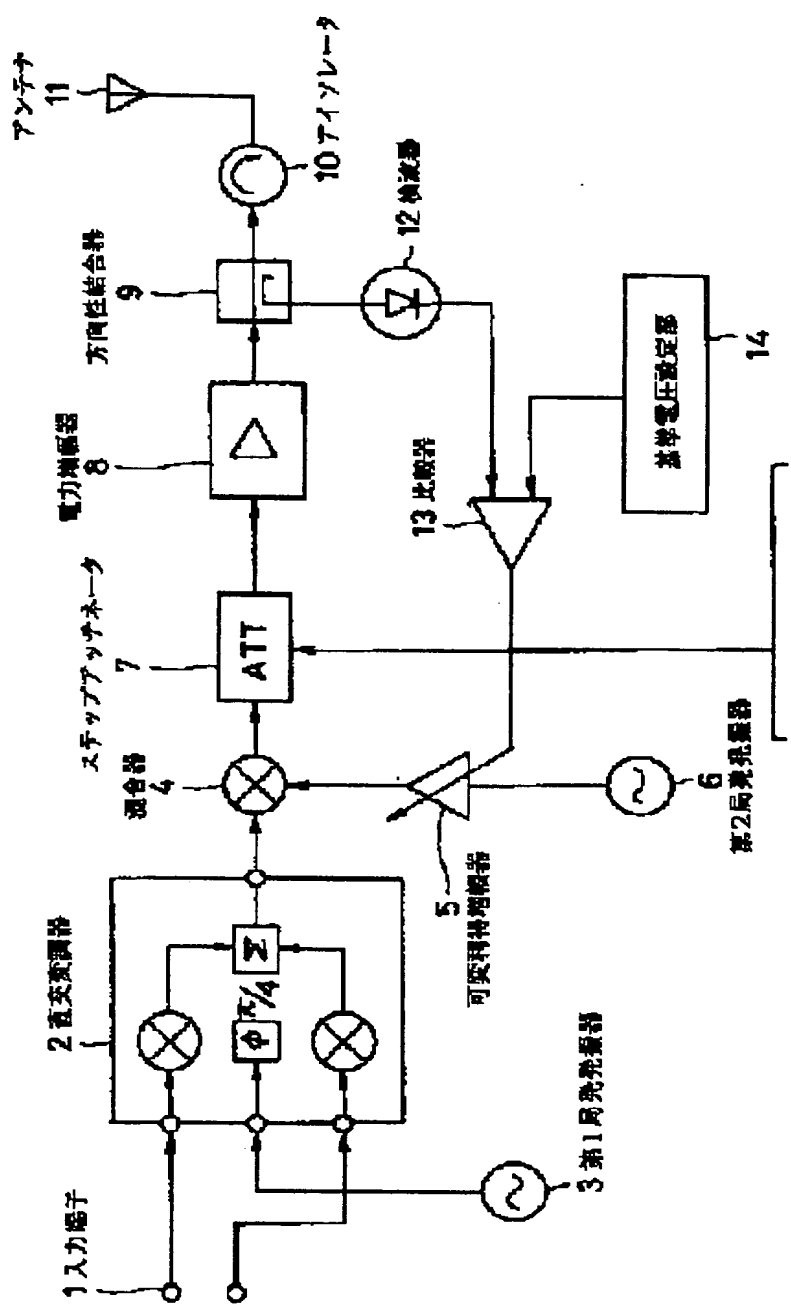 1 入力端子
2 直交変調器
π/4
Φ
Σ
3 第1局発発振器
混合器
4
5
可変利得増幅器
6
第2局発発振器
ステップアッテネータ
7
ATT
電力増幅器
8
方向性結合器
9
10 アイソレータ
アンテナ
11
12 検波器
13 比較器
基準電圧設定部
14